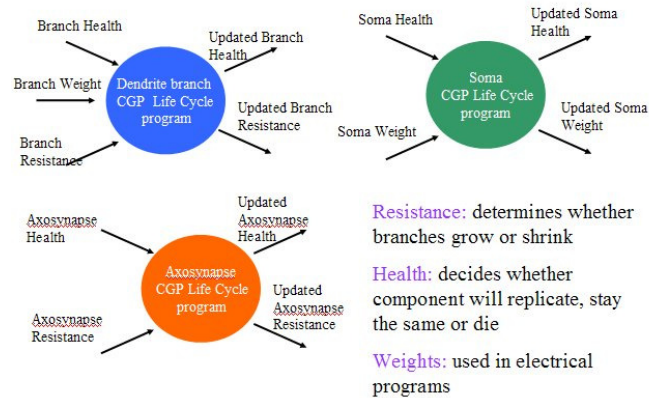 Branch Health
Branch Weight
Branch
Resistance
Dendrite branch
CGP Life Cycle
program
Updated Branch
Health
Updated Branch
Resistance
Soma Health
Soma Weight
Soma
CGP Life Cycle
program
Updated Soma
Health
Updated Soma
Weight
Axosynapse
Health
Axosynapse
Resistance
Axosynapse
CGP Life Cycle
program
Updated
Axosynapse
Health
Updated
Axosynapse
Resistance
Resistance: determines whether
branches grow or shrink
Health: decides whether
component will replicate, stay
the same or die
Weights: used in electrical
programs